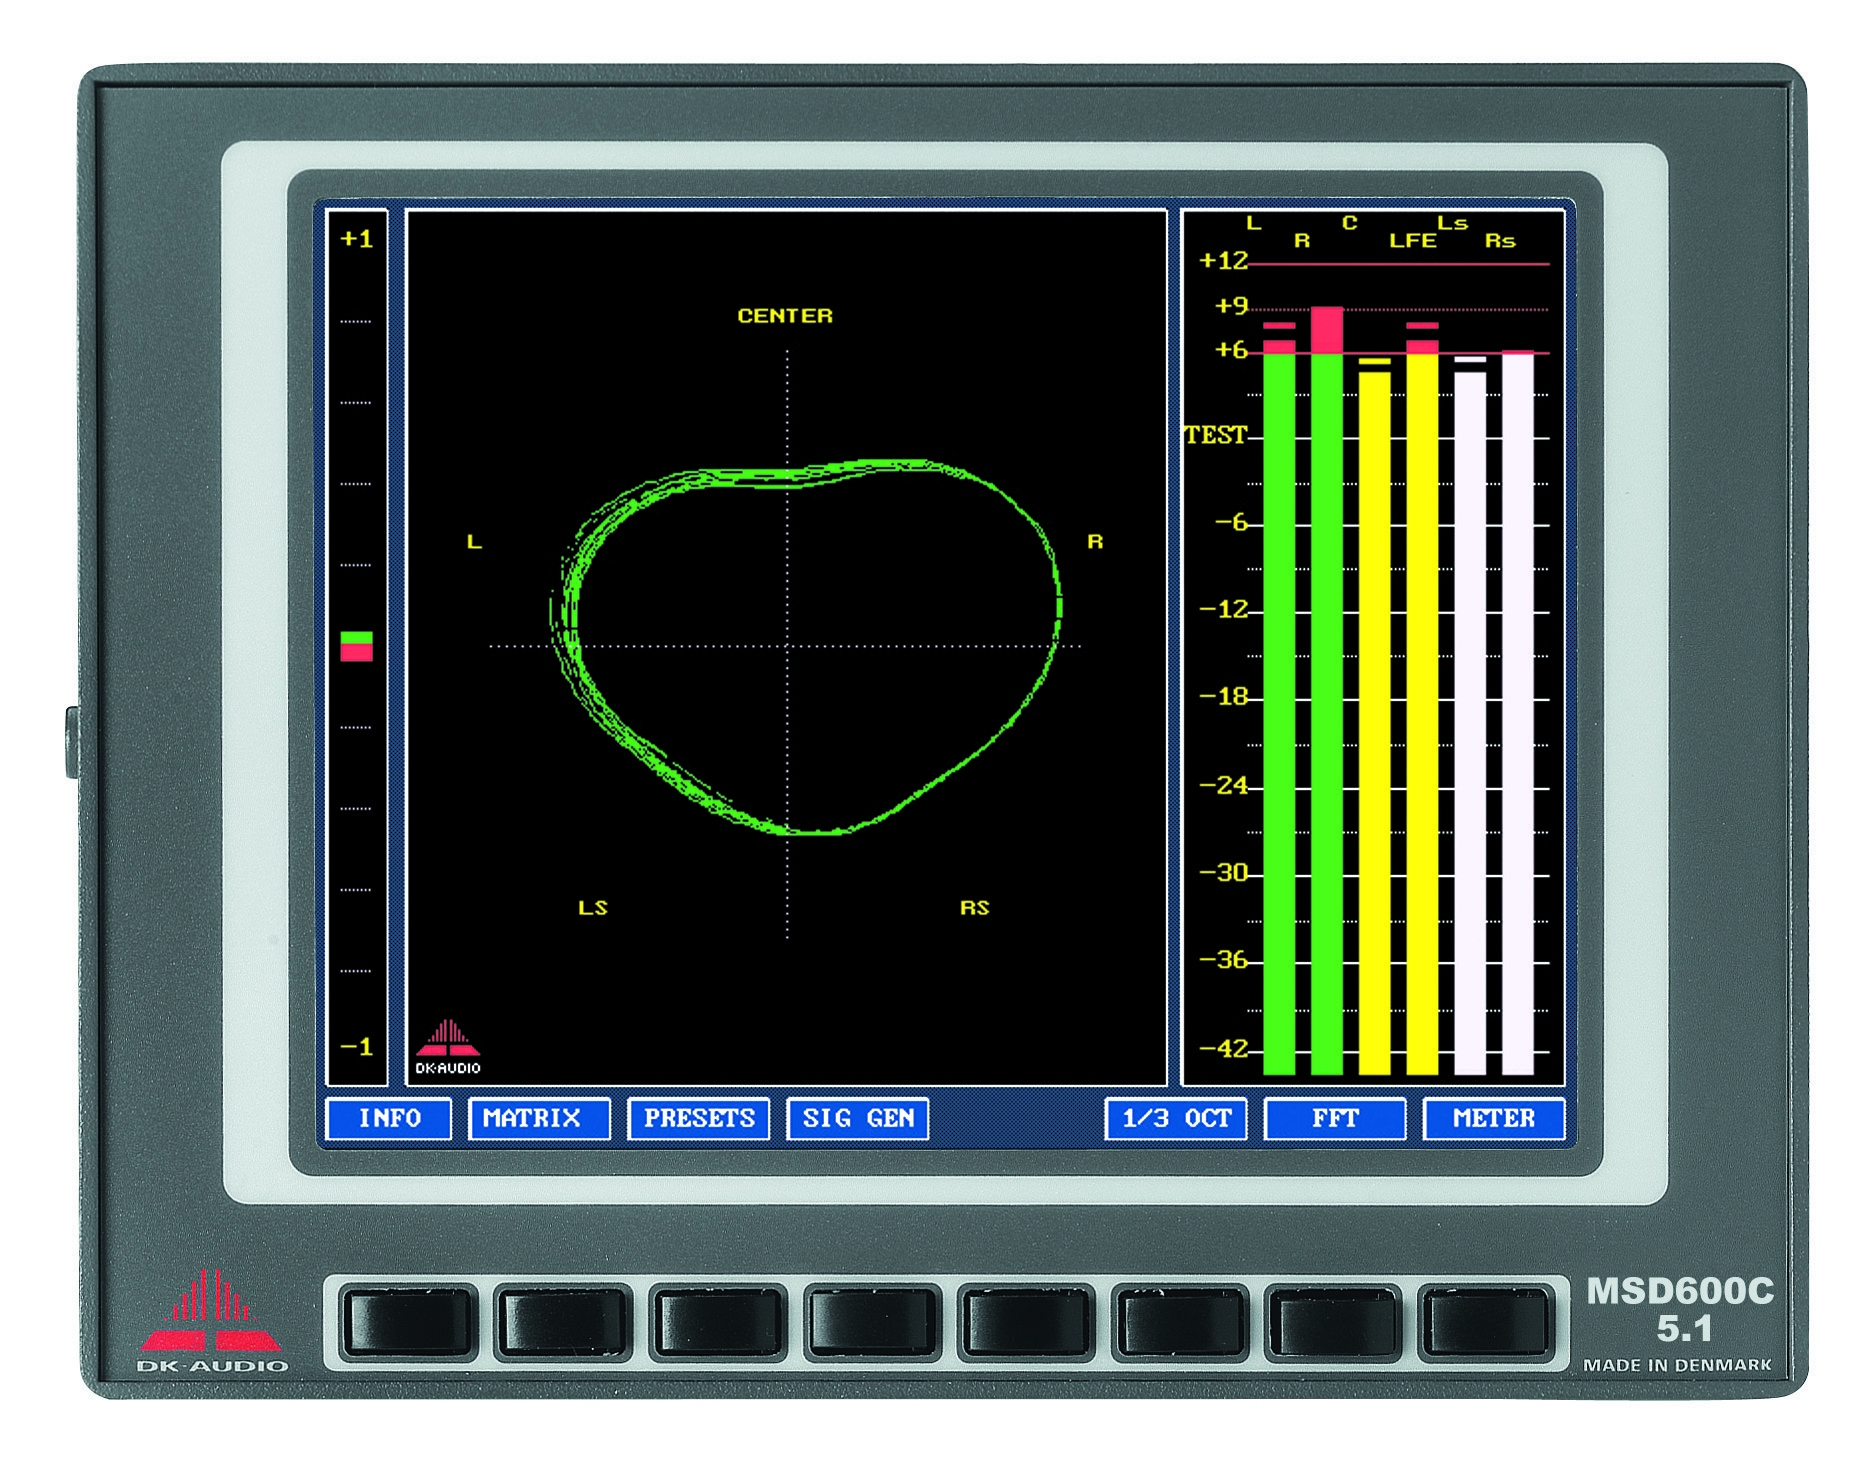 +1
-1
CENTER
L
R
LS
RS
DK-AUDIO
L C Ls
R LFE Rs
+12
+9
+6
TEST
-6
-12
-18
-24
-30
-36
-42
INFO MATRIX PRESETS SIG GEN 1/3 OCT FFT METER
DK-AUDIO
MSD600C
5.1
MADE IN DENMARK